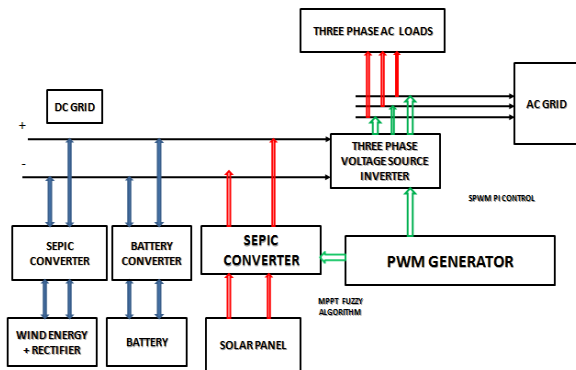 THREE PHASE AC LOADS
DC GRID
AC GRID
+
THREE PHASE
VOLTAGE SOURCE
INVERTER
-
SPWM PI CONTROL
SEPIC
CONVERTER
BATTERY
CONVERTER
SEPIC
CONVERTER
PWM GENERATOR
MPPT FUZZY
ALGORITHM
WIND ENERGY
+ RECTIFIER
BATTERY
SOLAR PANEL